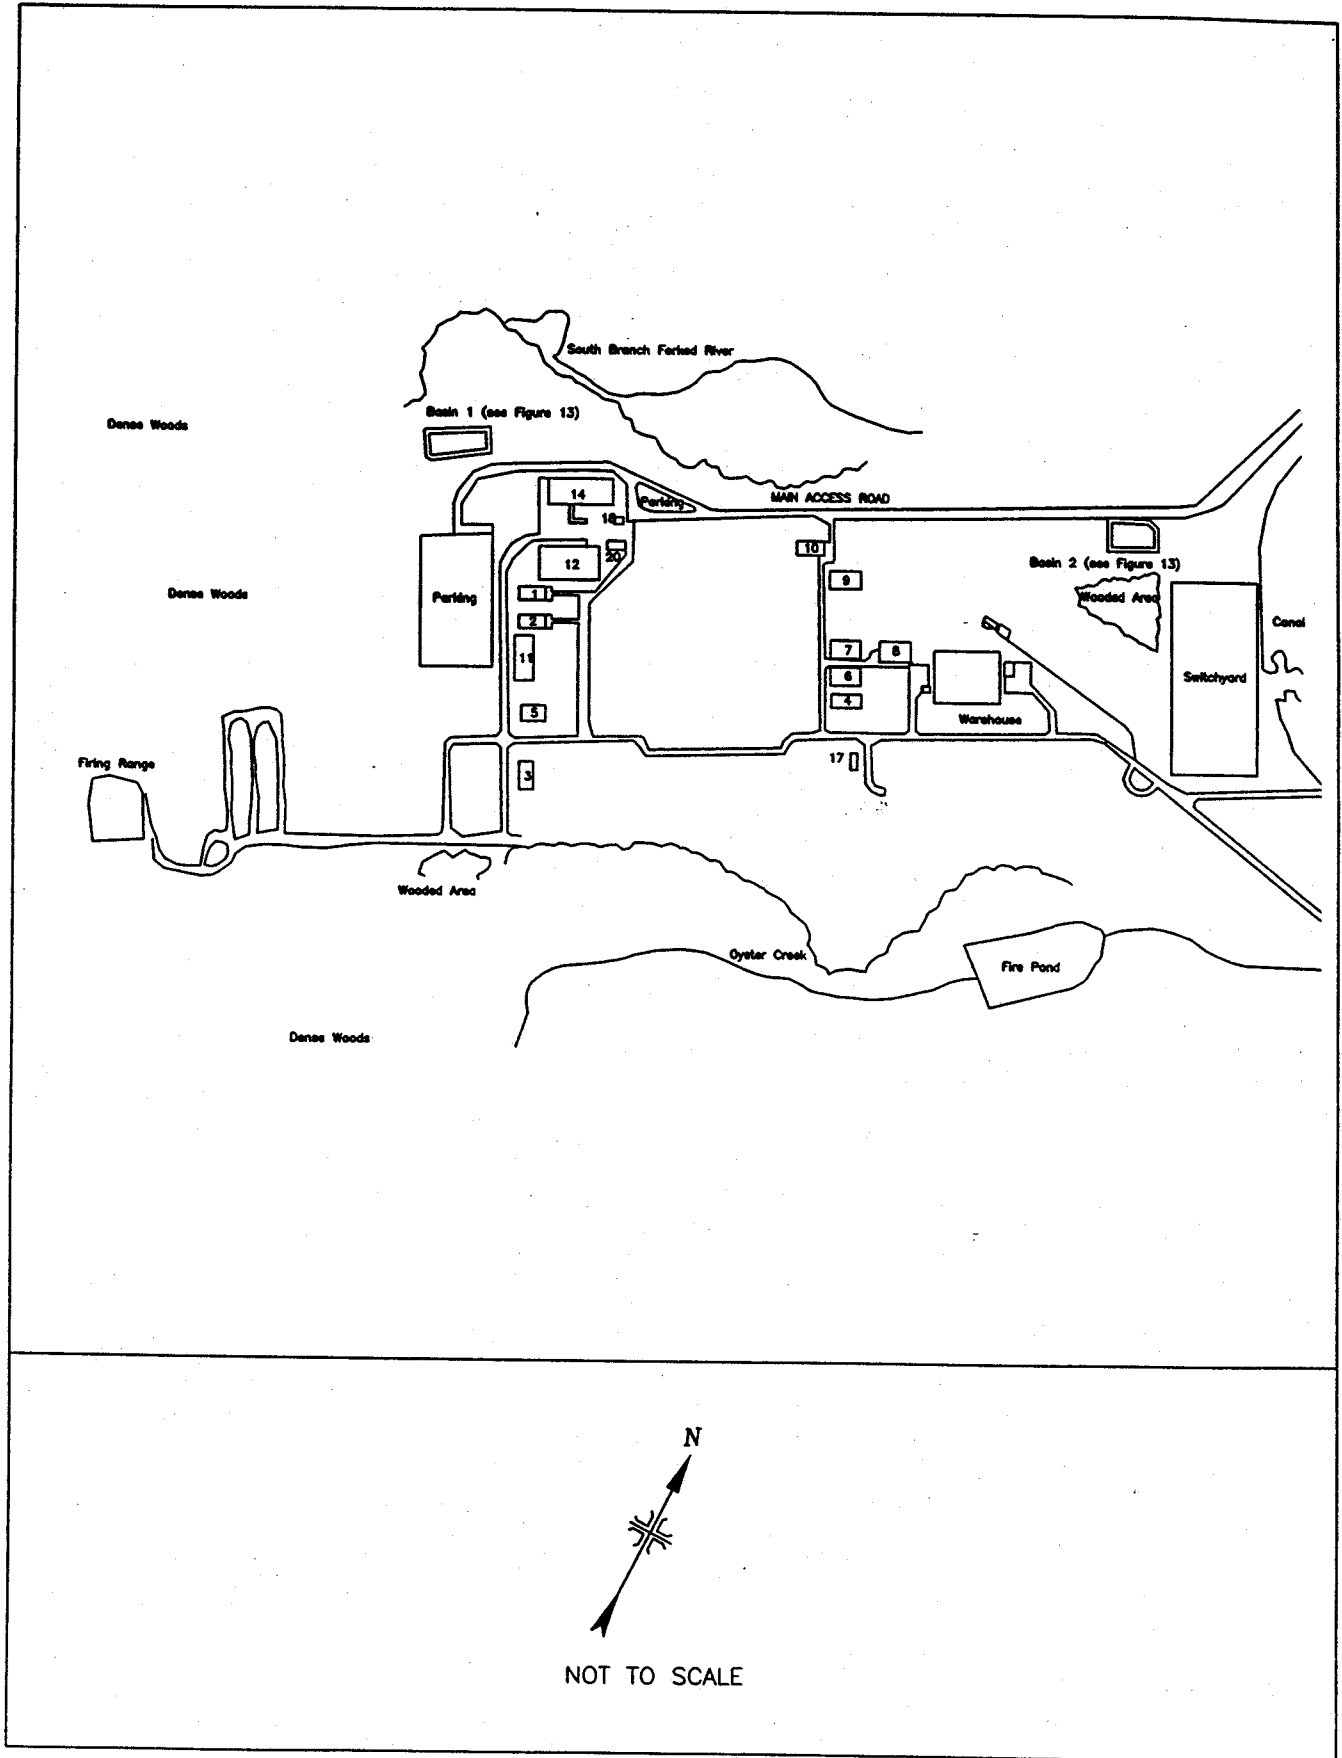 South Branch Forked River
Basin 1 (see Figure 13)
Dense Woods
14
Parking
MAIN ACCESS ROAD
18
20
10
12
Basin 2 (see Figure 13)
9
Dense Woods
Parking
1
Wooded Area
2
Canal
7
8
11
6
Switchyard
4
5
Warehouse
Firing Range
17
3
Wooded Area
Oyster Creek
Fire Pond
Dense Woods
N
NOT TO SCALE